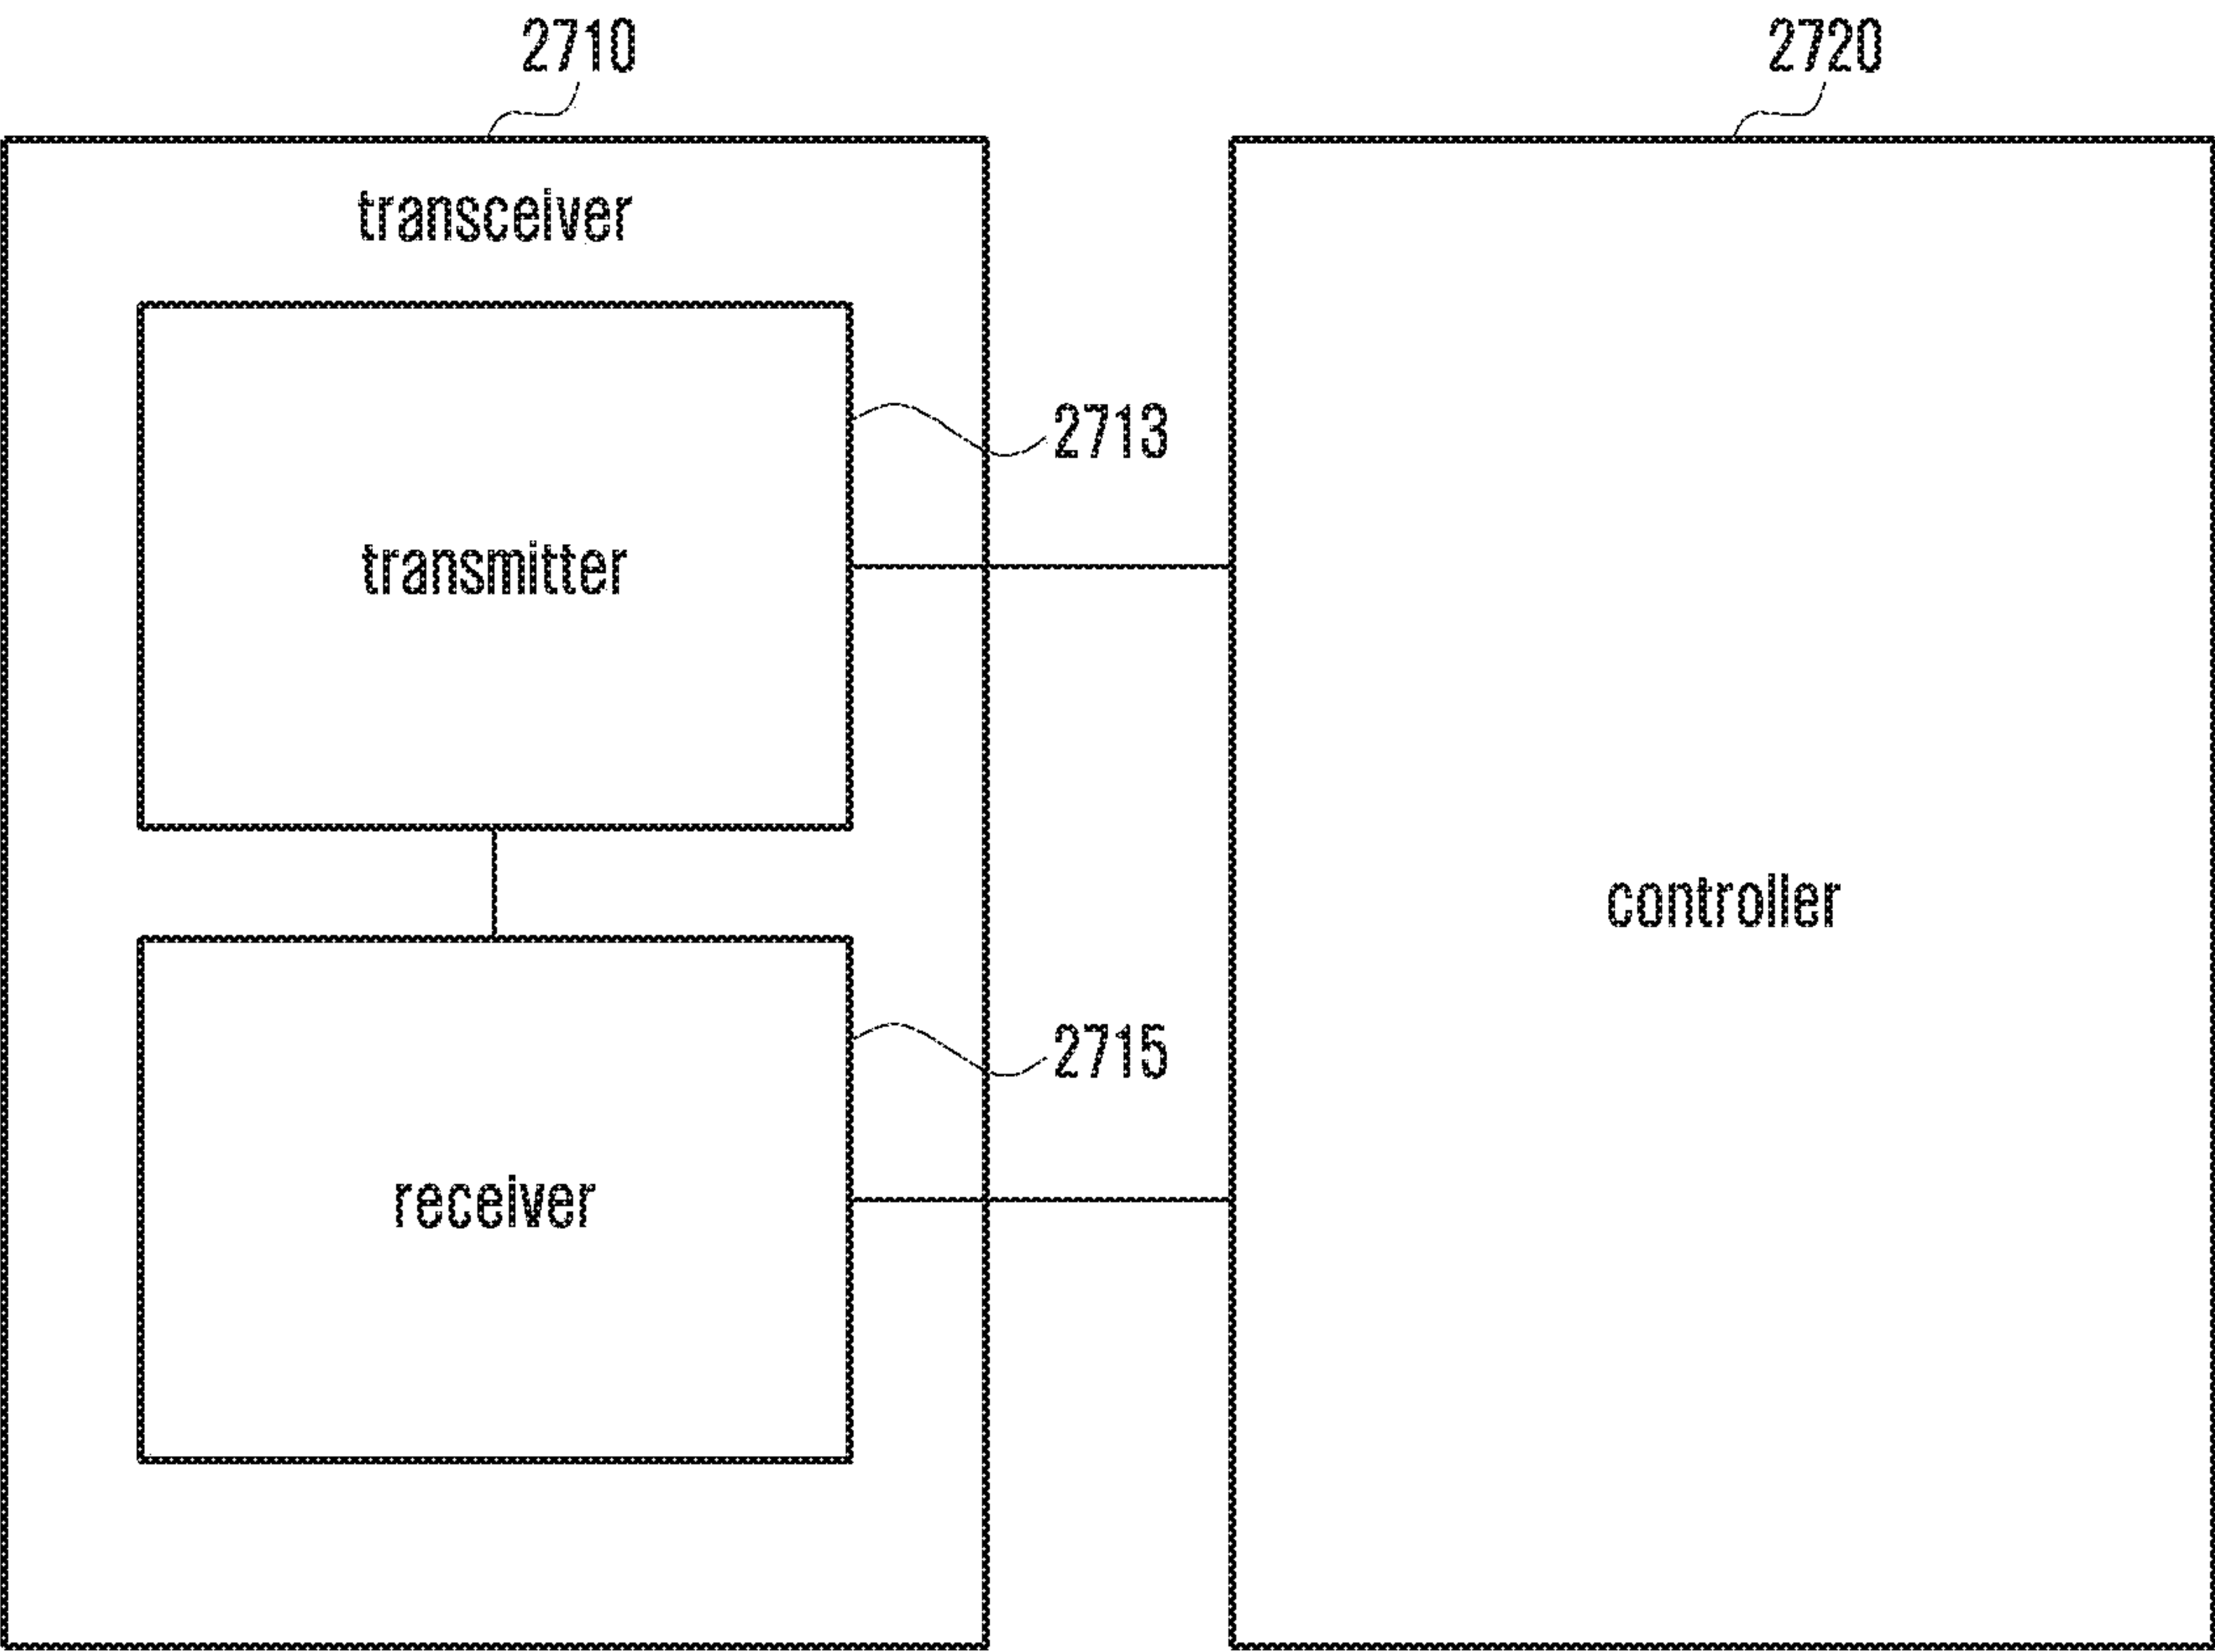 2710
2720
transceiver
2713
transmitter
controller
2715
receiver